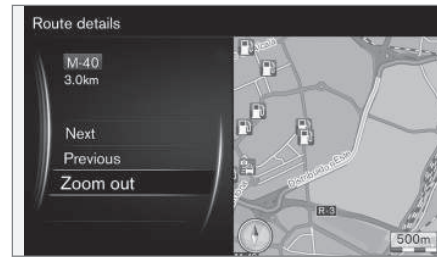 Route details
M-40
3.0km
Next
Previous
Zoom out
R-3
500m